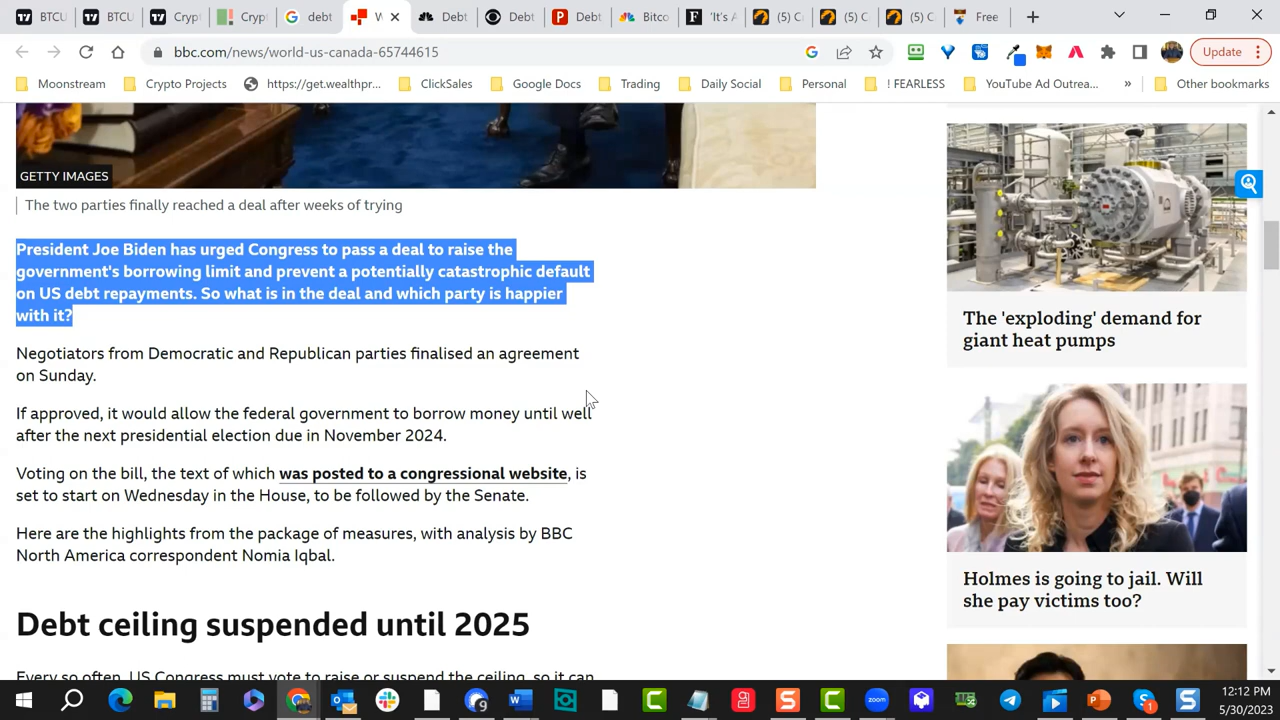 BTCU
BTCU
Crypt
Cryp
debt
W
Debt
Debt
Debt
Bitco
'It's A
(5) C
(5) C
(5) C
Free
bbc.com/news/world-us-canada-65744615
Update
Moonstream
Crypto Projects
https://get.wealthpr...
ClickSales
Google Docs
Trading
Daily Social
Personal
! FEARLESS
YouTube Ad Outrea...
»
Other bookmarks
GETTY IMAGES
The two parties finally reached a deal after weeks of trying
President Joe Biden has urged Congress to pass a deal to raise the
government's borrowing limit and prevent a potentially catastrophic default
on US debt repayments. So what is in the deal and which party is happier
with it?
Negotiators from Democratic and Republican parties finalised an agreement
on Sunday.
If approved, it would allow the federal government to borrow money until well
after the next presidential election due in November 2024.
Voting on the bill, the text of which was posted to a congressional website, is
set to start on Wednesday in the House, to be followed by the Senate.
Here are the highlights from the package of measures, with analysis by BBC
North America correspondent Nomia Iqbal.
Debt ceiling suspended until 2025
Every so often, US Congress must vote to raise or suspend the ceiling, so it can
The 'exploding' demand for
giant heat pumps
Holmes is going to jail. Will
she pay victims too?
12:12 PM
5/30/2023